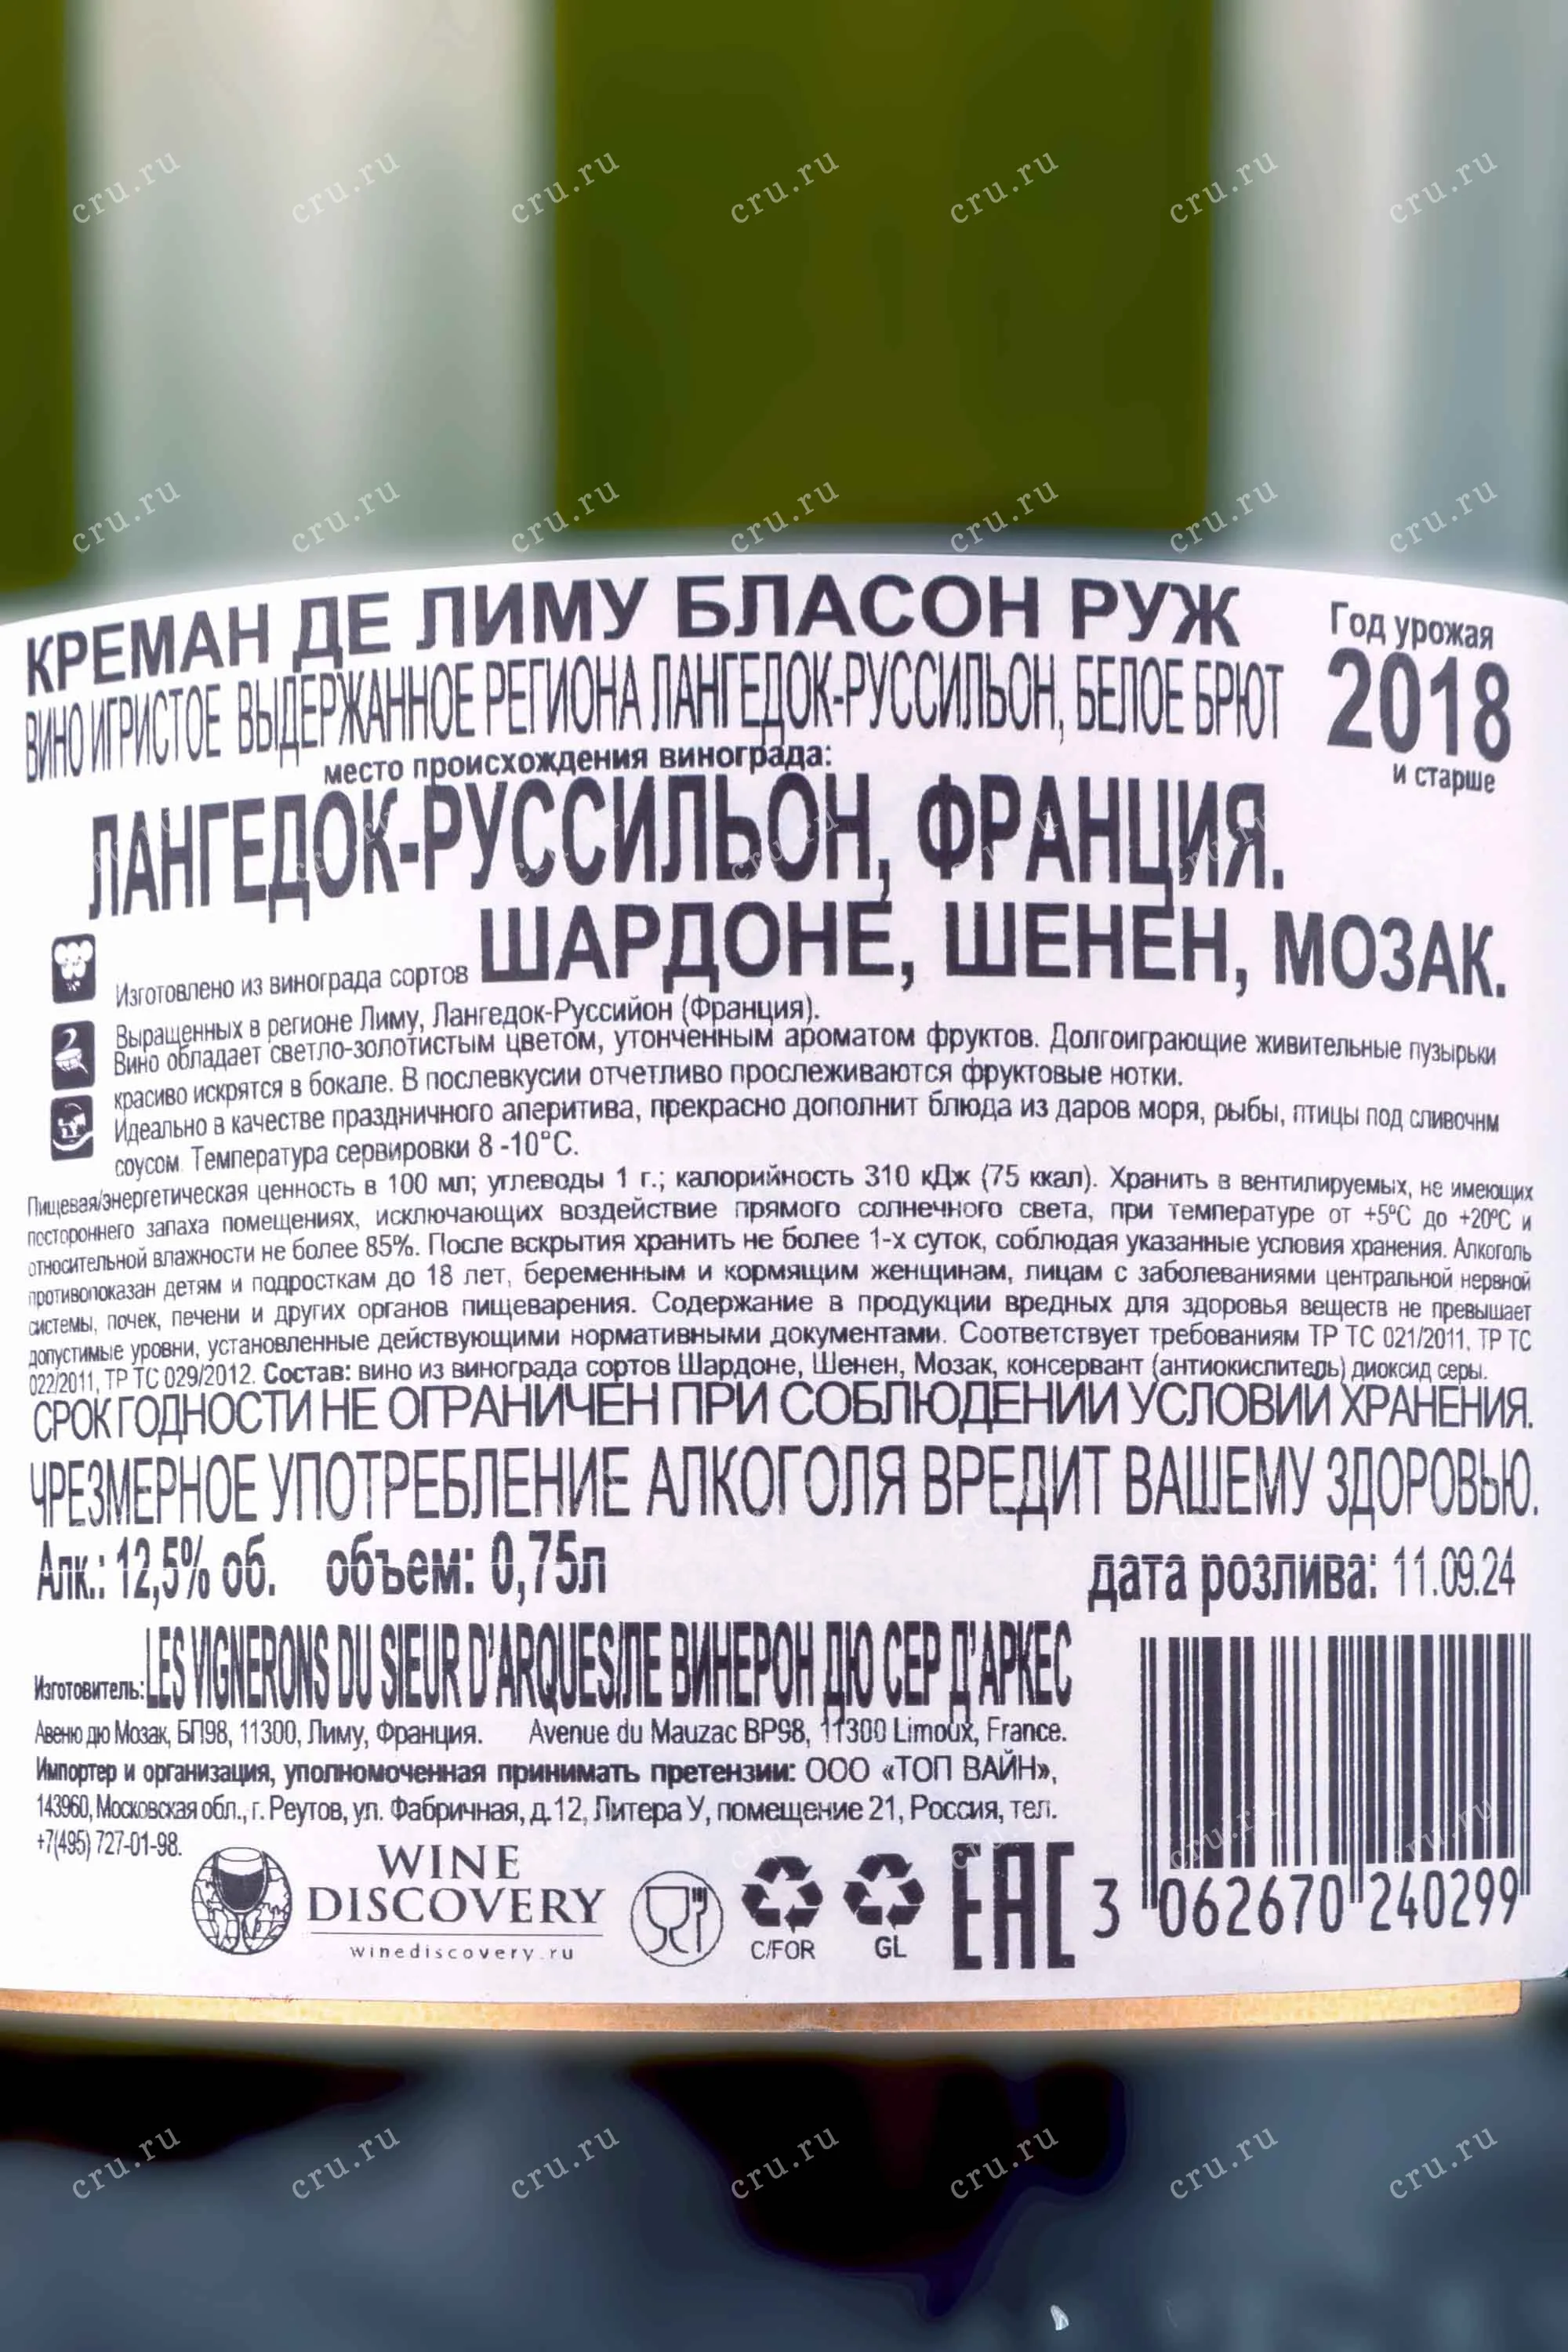 КРЕМАН ДЕ ЛИМУ БЛАСОН РУЖ
ВИНО ИГРИСТОЕ ВЫДЕРЖАННОЕ РЕГИОНА ЛАНГЕДОК-РУССИЛЬОН, БЕЛОЕ БРЮТ
Год урожая
2018
и старше
место происхождения винограда:
ЛАНГЕДОК-РУССИЛЬОН, ФРАНЦИЯ.
Изготовлено из винограда сортов ШАРДОНЕ, ШЕНЕН, МОЗАК.
Выращенных в регионе Лиму, Лангедок-Руссийон (Франция).
Вино обладает светло-золотистым цветом, утонченным ароматом фруктов. Долгоиграющие живительные пузырьки
красиво искрятся в бокале. В послевкусии отчетливо прослеживаются фруктовые нотки.
Идеально в качестве праздничного аперитива, прекрасно дополнит блюда из даров моря, рыбы, птицы под сливочнм
соусом. Температура сервировки 8 -10°С.
Пищевая/энергетическая ценность в 100 мл; углеводы 1 г.; калорийность 310 кДж (75 ккал). Хранить в вентилируемых, не имеющих
постороннего запаха помещениях, исключающих воздействие прямого солнечного света, при температуре от +5°С до +20°С и
относительной влажности не более 85%. После вскрытия хранить не более 1-х суток, соблюдая указанные условия хранения. Алкоголь
противопоказан детям и подросткам до 18 лет, беременным и кормящим женщинам, лицам с заболеваниями центральной нервной
системы, почек, печени и других органов пищеварения. Содержание в продукции вредных для здоровья веществ не превышает
допустимые уровни, установленные действующими нормативными документами. Соответствует требованиям ТР ТС 021/2011, ТР ТС
022/2011, ТР ТС 029/2012. Состав: вино из винограда сортов Шардоне, Шенен, Мозак, консервант (антиокислитель) диоксид серы.
СРОК ГОДНОСТИ НЕ ОГРАНИЧЕН ПРИ СОБЛЮДЕНИИ УСЛОВИИ ХРАНЕНИЯ.
ЧРЕЗМЕРНОЕ УПОТРЕБЛЕНИЕ АЛКОГОЛЯ ВРЕДИТ ВАШЕМУ ЗДОРОВЬЮ.
Алк.: 12,5% об. объем: 0,75л дата розлива: 11.09.24
Изготовитель: LES VIGNERONS DU SIEUR D'ARQUES/ЛЕ ВИНЕРОН ДЮ СЕР Д'АРКЕС
Авеню дю Мозак, БП98, 11300, Лиму, Франция. Avenue du Mauzac BP98, 11300 Limoux, France.
Импортер и организация, уполномоченная принимать претензии: ООО «ТОП ВАЙН»,
143960, Московская обл., г. Реутов, ул. Фабричная, д.12, Литера У, помещение 21, Россия, тел.
+7(495) 727-01-98.
WINE
DISCOVERY
winediscovery.ru
C/FOR
GL
EAC
3 062670 240299
cru.ru